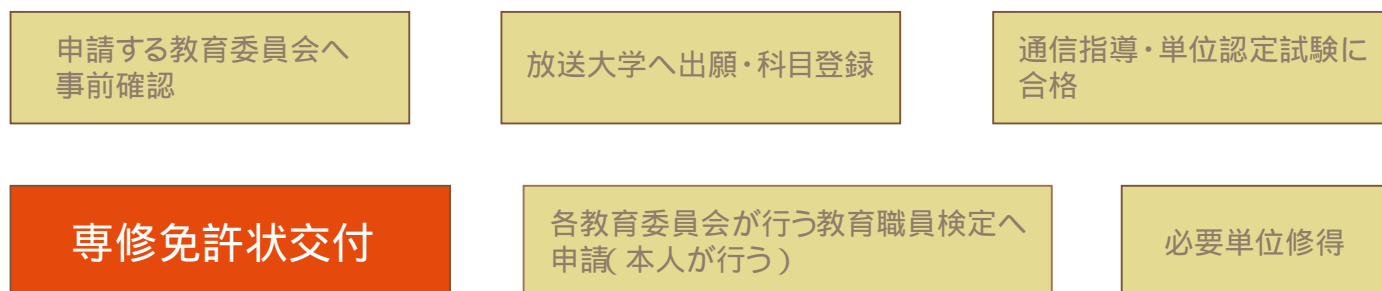 申請する教育委員会へ
事前確認
放送大学へ出願・科目登録
通信指導・単位認定試験に
合格
専修免許状交付
各教育委員会が行う教育職員検定へ
申請(本人が行う)
必要単位修得